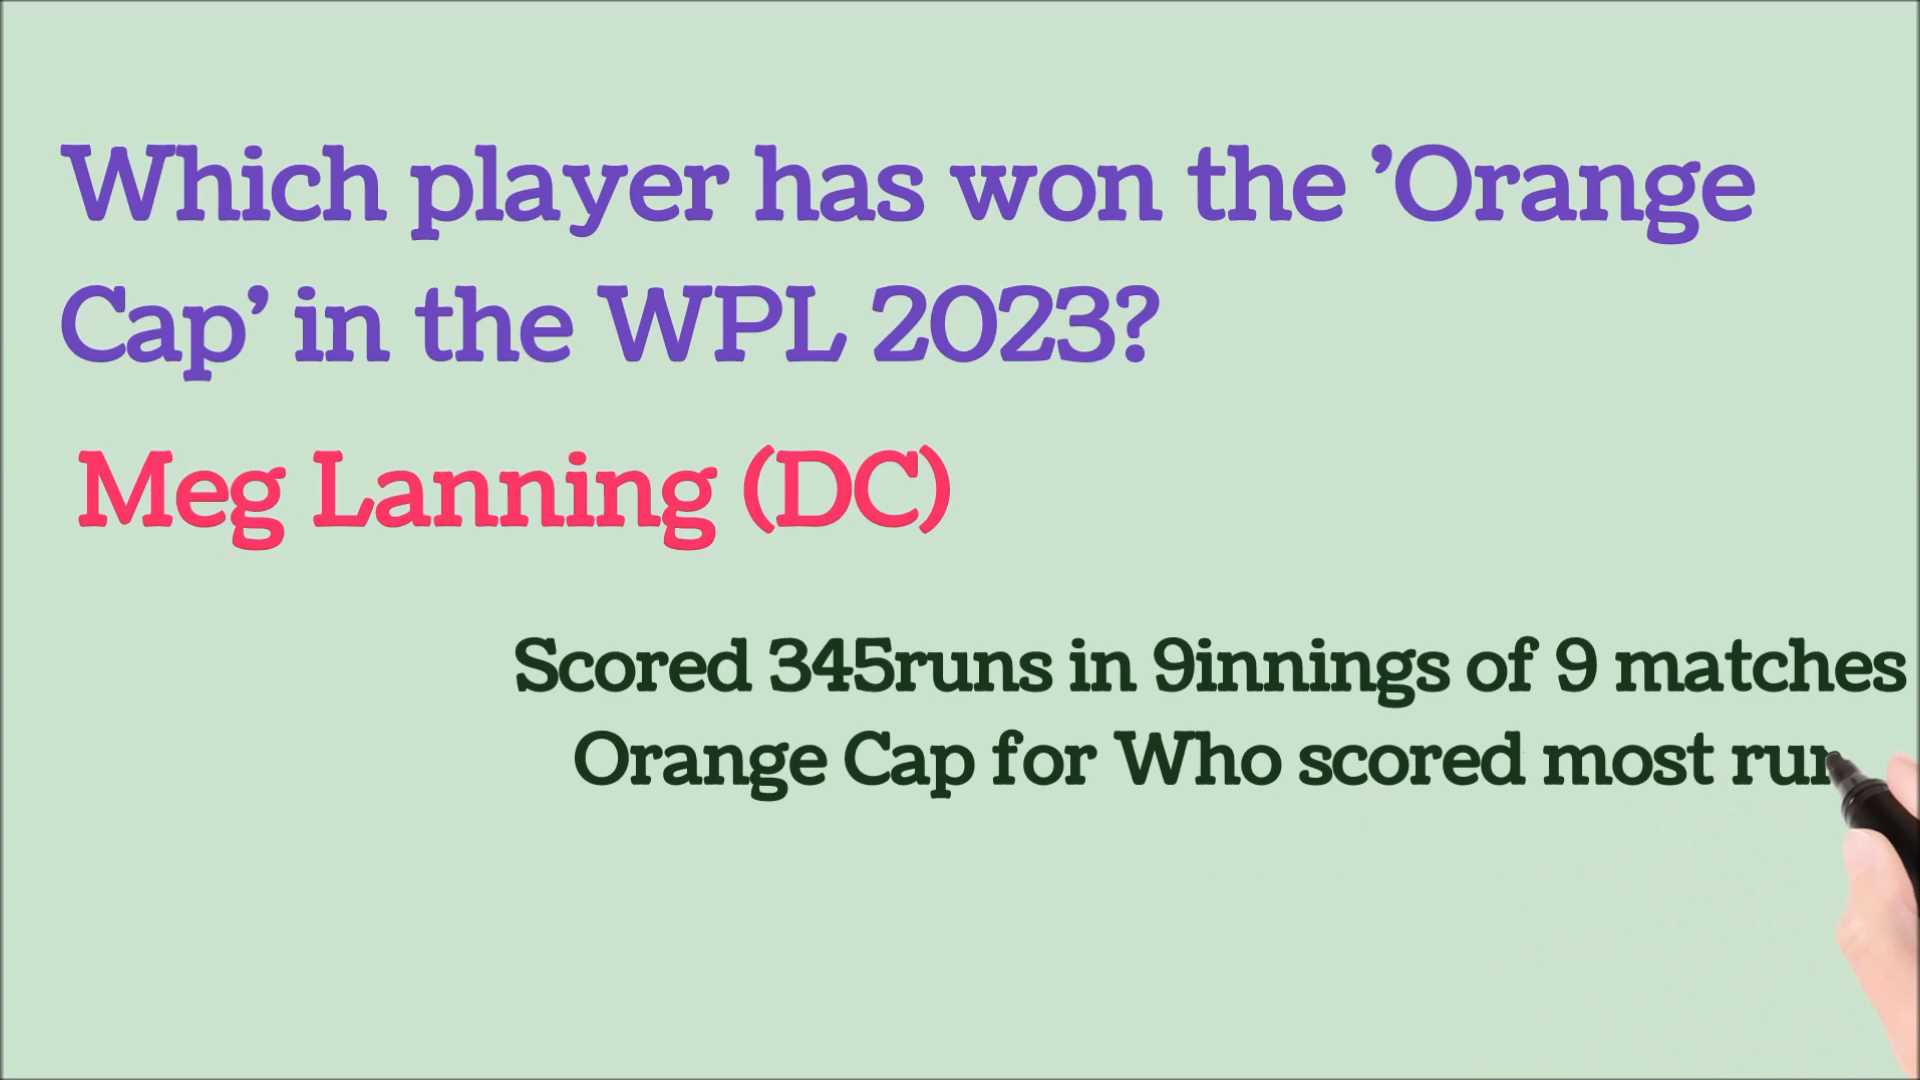 Which player has won the ’Orange
Cap’ in the WPL 2023?
Meg Lanning (DC)
Scored 345runs in 9innings of 9 matches
Orange Cap for Who scored most run